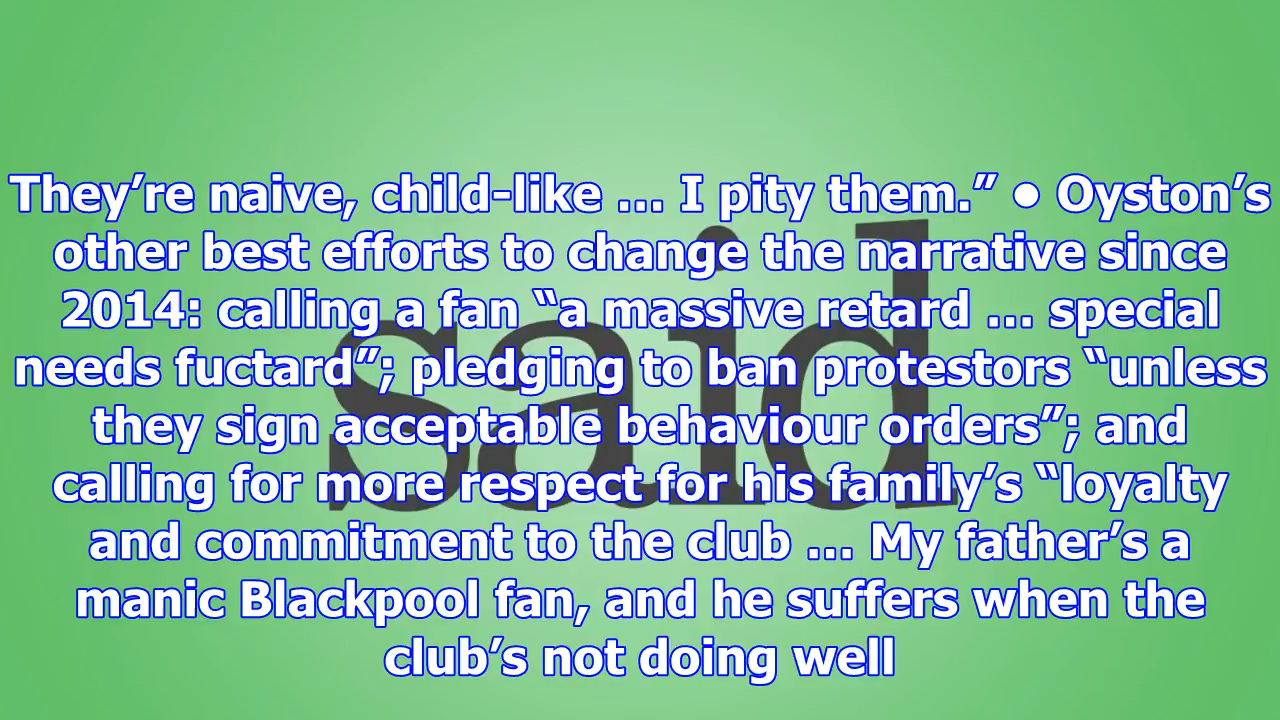 They’re naive, child-like ... I pity them.” • Oyston’s
other best efforts to change the narrative since
2014: calling a fan “a massive retard ... special
needs fuctard”; pledging to ban protestors “unless
they sign acceptable behaviour orders”; and
calling for more respect for his family’s “loyalty
and commitment to the club ... My father’s a
manic Blackpool fan, and he suffers when the
club’s not doing well
said